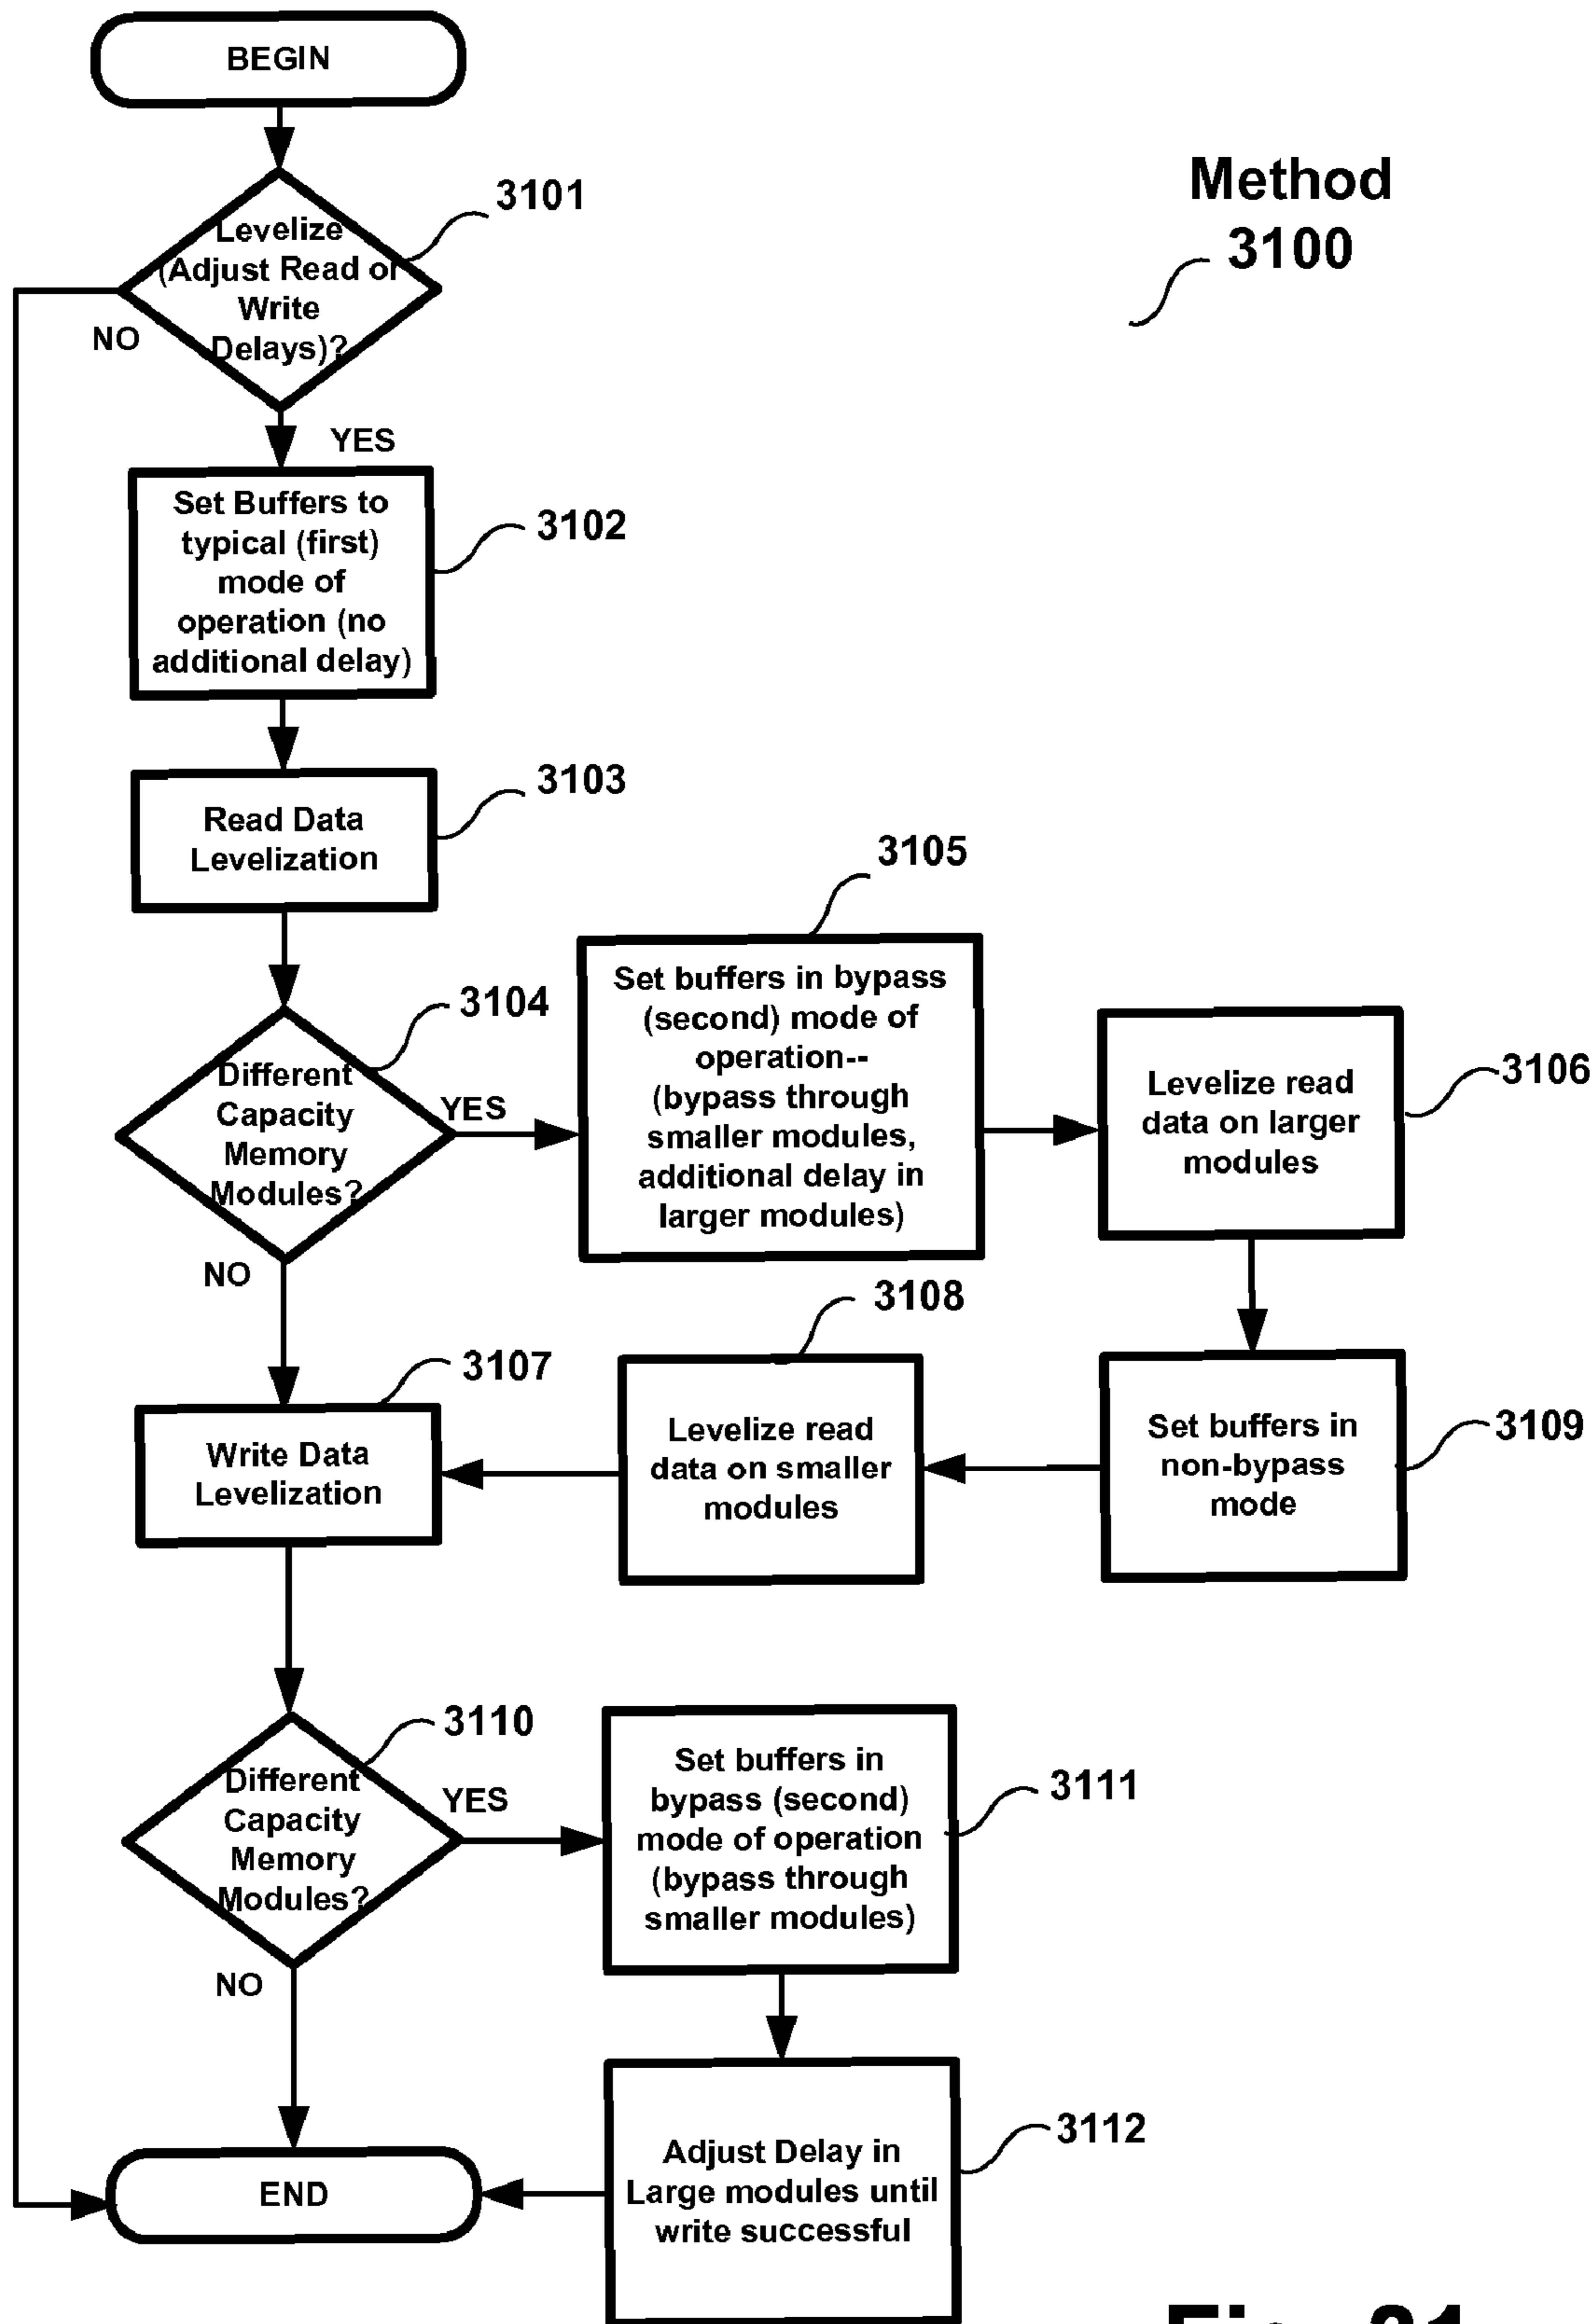 BEGIN
Method
3100
3101
Levelize
(Adjust Read or
Write
Delays)?
NO
YES
Set Buffers to
typical (first)
mode of
operation (no
additional delay)
3102
Read Data
Levelization
3103
3104
Different
Capacity
Memory
Modules?
YES
NO
3105
Set buffers in bypass
(second) mode of
operation--
(bypass through
smaller modules,
additional delay in
larger modules)
Levelize read
data on larger
modules
3106
3107
Write Data
Levelization
3108
Levelize read
data on smaller
modules
Set buffers in
non-bypass
mode
3109
3110
Different
Capacity
Memory
Modules?
YES
NO
Set buffers in
bypass (second)
mode of operation
(bypass through
smaller modules)
3111
Adjust Delay in
Large modules until
write successful
3112
END